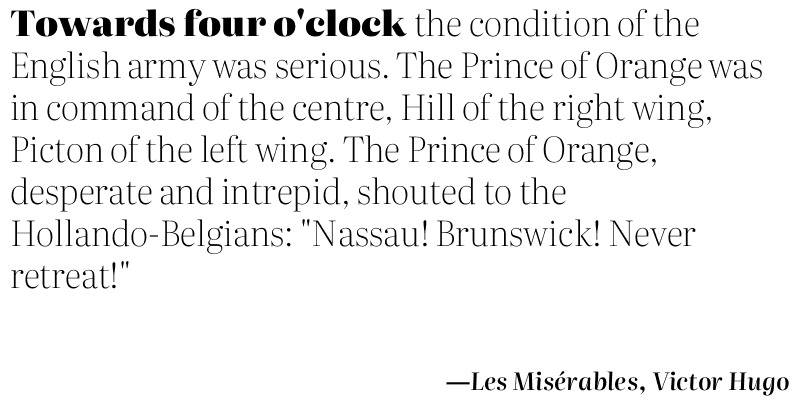 Towards four o'clock the condition of the
English army was serious. The Prince of Orange was
in command of the centre, Hill of the right wing,
Picton of the left wing. The Prince of Orange,
desperate and intrepid, shouted to the
Hollando-Belgians: "Nassau! Brunswick! Never
retreat!"
—Les Misérables, Victor Hugo